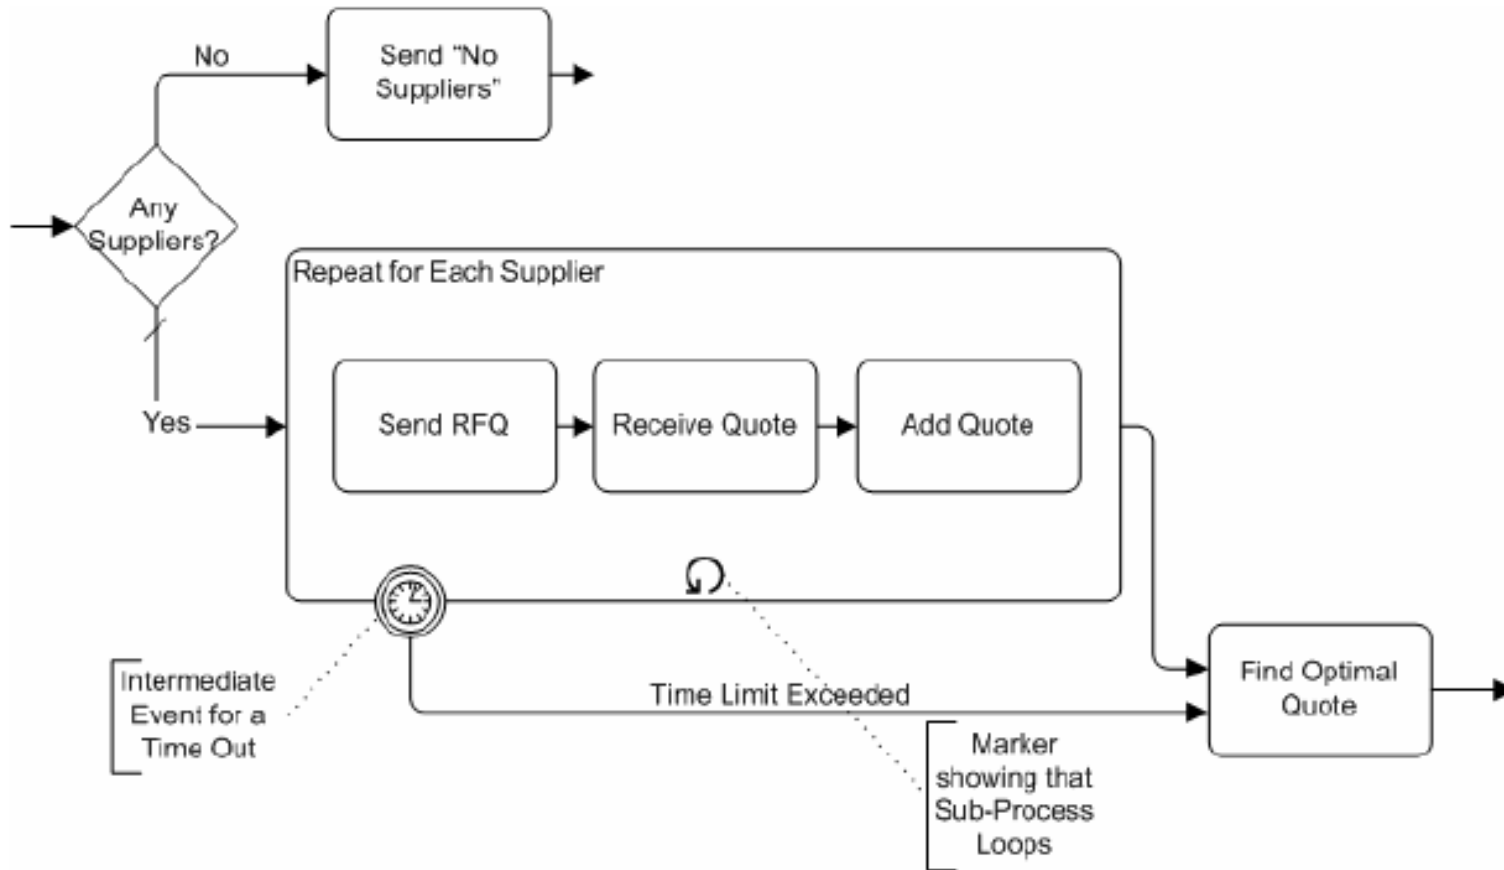 No
Send "No
Suppliers"
Any
Suppliers?
Repeat for Each Supplier
Yes
Send RFQ
Receive Quote
Add Quote
Intermediate
Event for a
Time Out
Time Limit Exceeded
Find Optimal
Quote
Marker
showing that
Sub-Process
Loops